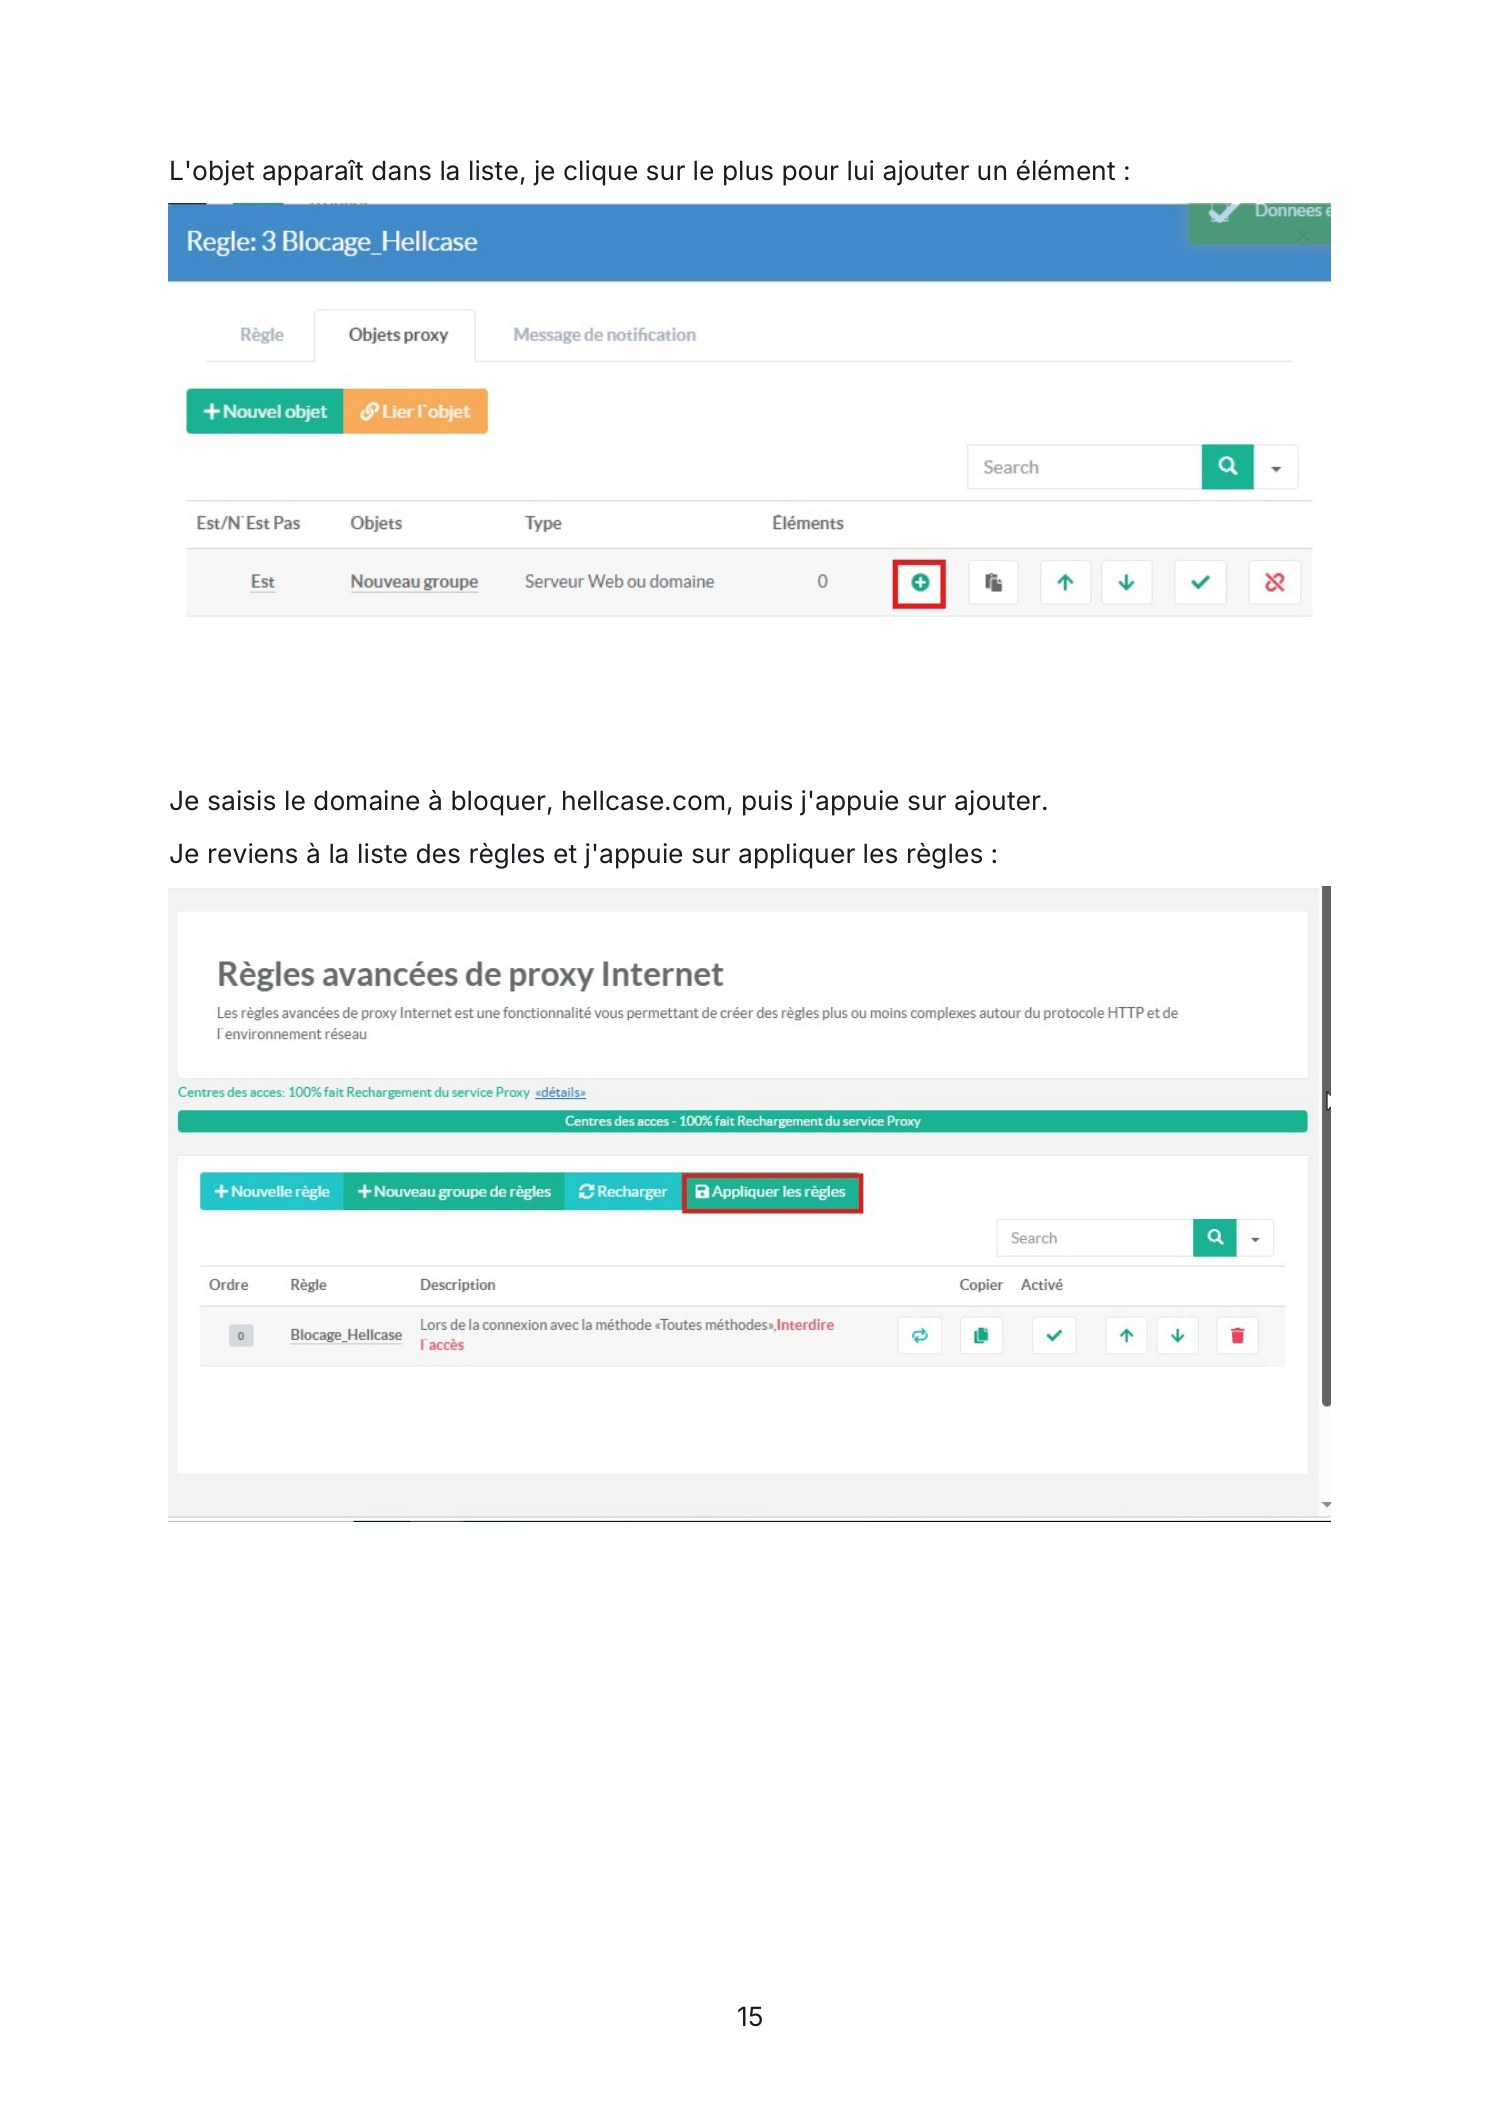 L'objet apparaît dans la liste, je clique sur le plus pour lui ajouter un élément :
Donnees e
Regle: 3 Blocage_Hellcase
Règle Objets proxy Message de notification
Nouvel objet Lier l`objet
Search
Est/N`Est Pas Objets Type Éléments
Est Nouveau groupe Serveur Web ou domaine 0
Je saisis le domaine à bloquer, hellcase.com, puis j'appuie sur ajouter.
Je reviens à la liste des règles et j'appuie sur appliquer les règles :
Règles avancées de proxy Internet
Les règles avancées de proxy Internet est une fonctionnalité vous permettant de créer des règles plus ou moins complexes autour du protocole HTTP et de
l`environnement réseau
Centres des acces: 100% fait Rechargement du service Proxy «détails»
Centres des acces - 100% fait Rechargement du service Proxy
Nouvelle règle Nouveau groupe de règles Recharger Appliquer les règles
Search
Ordre Règle Description Copier Activé
0 Blocage_Hellcase Lors de la connexion avec la méthode «Toutes méthodes»,Interdire
l`accès
15